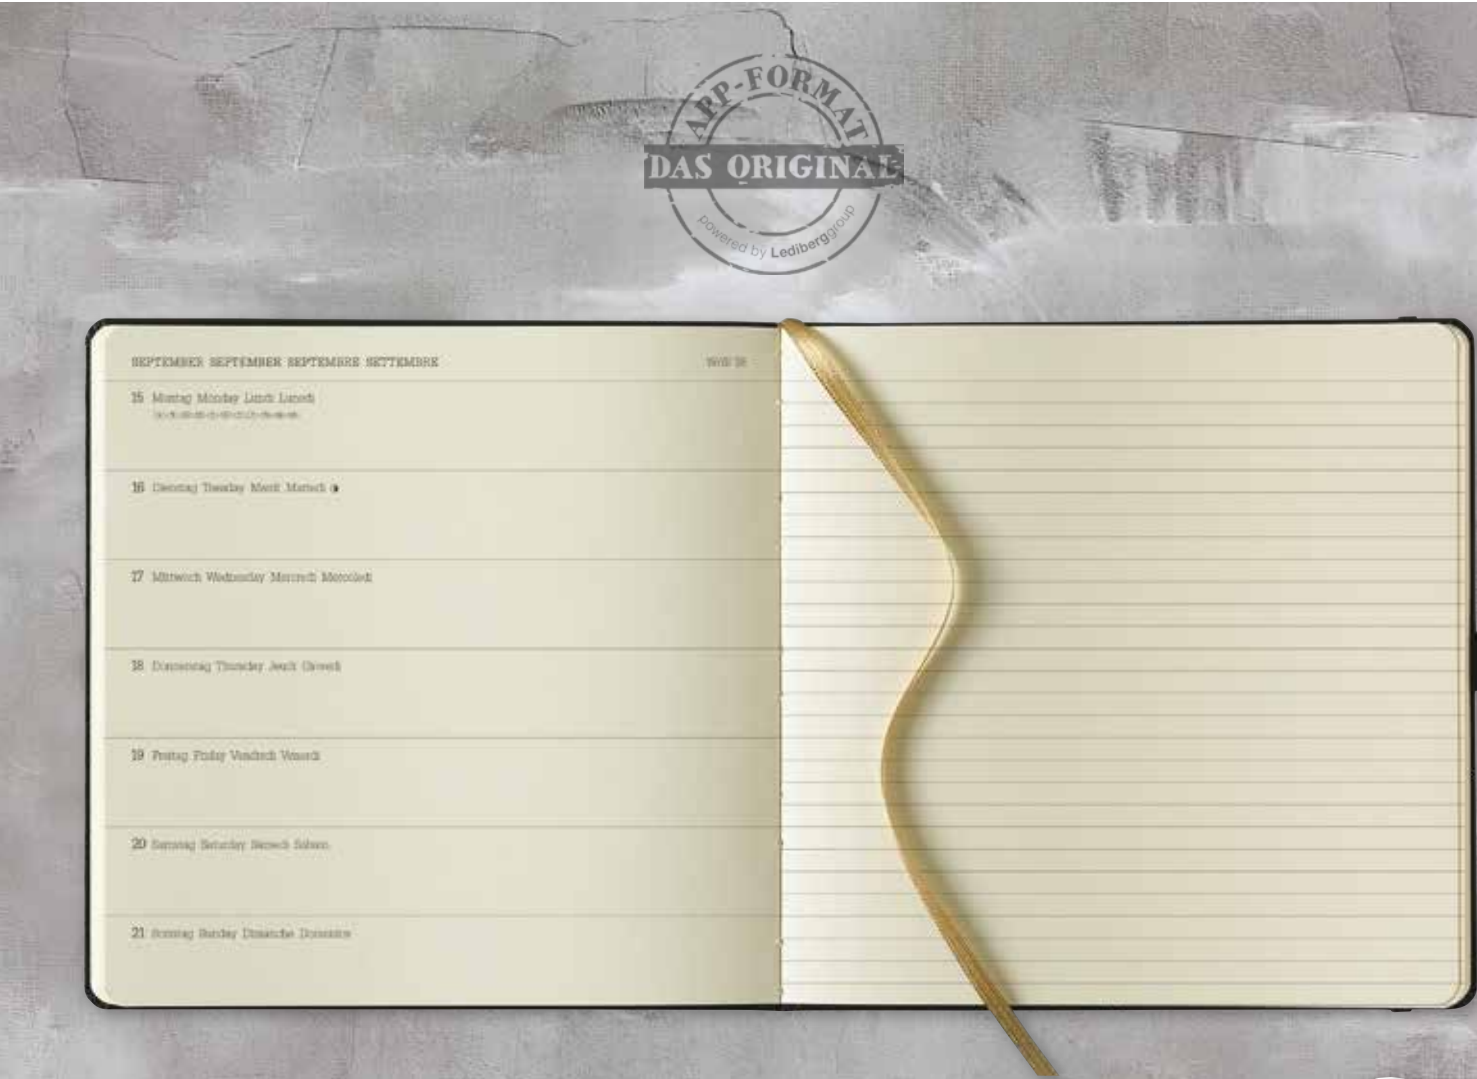 APP-FORMAT
DAS ORIGINAL
powered by Lediberggroup
SEPTEMBER SEPTEMBER SEPTEMBRE SETTEMBRE
15 Montag Monday Lundi Lunedì
16 Dienstag Tuesday Mardi Martedì
17 Mittwoch Wednesday Mercredi Mercoledì
18 Donnerstag Thursday Jeudi Giovedì
19 Freitag Friday Vendredi Venerdì
20 Samstag Saturday Samedi Sabato
21 Sonntag Sunday Dimanche Domenica